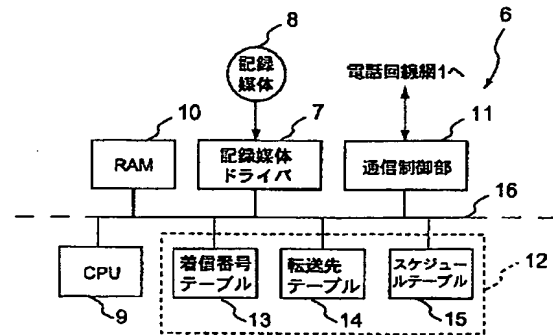 8
6
記録
媒体
電話回線網1へ
10
7
11
RAM
記録媒体
ドライバ
通信制御部
16
CPU
着信番号
テーブル
転送先
テーブル
スケジュー
ルテーブル
12
9
13
14
15